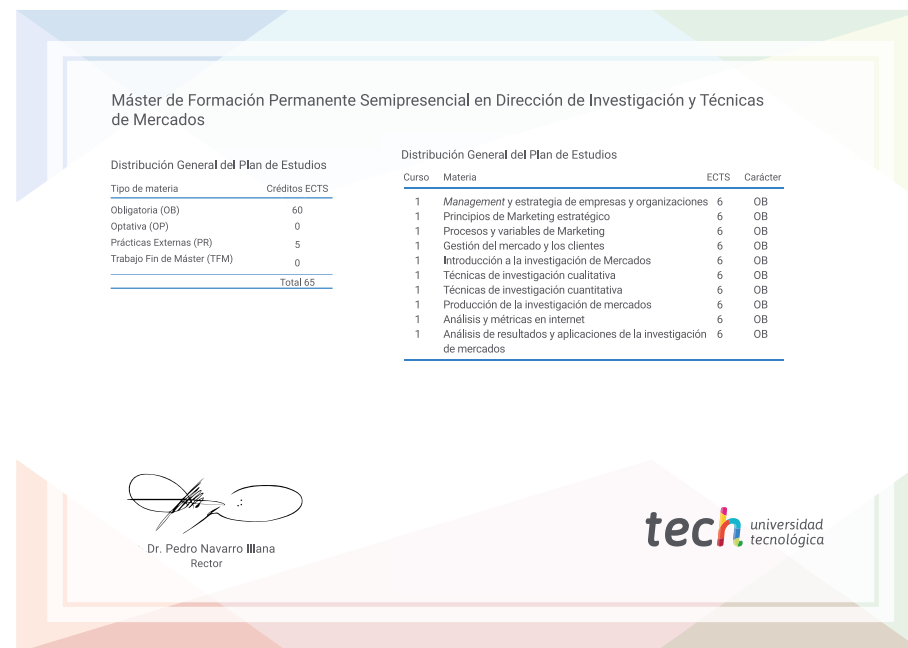 Máster de Formación Permanente Semipresencial en Dirección de Investigación y Técnicas
de Mercados
Distribución General del Plan de Estudios
Tipo de materia Créditos ECTS
Obligatoria (OB) 60
Optativa (OP) 0
Prácticas Externas (PR) 5
Trabajo Fin de Máster (TFM) 0
Total 65
Distribución General del Plan de Estudios
Curso Materia ECTS Carácter
1 Management y estrategia de empresas y organizaciones 6 OB
1 Principios de Marketing estratégico 6 OB
1 Procesos y variables de Marketing 6 OB
1 Gestión del mercado y los clientes 6 OB
1 Introducción a la investigación de Mercados 6 OB
1 Técnicas de investigación cualitativa 6 OB
1 Técnicas de investigación cuantitativa 6 OB
1 Producción de la investigación de mercados 6 OB
1 Análisis y métricas en internet 6 OB
1 Análisis de resultados y aplicaciones de la investigación 6 OB
de mercados
Dr. Pedro Navarro Illana
Rector
tech universidad
tecnológica